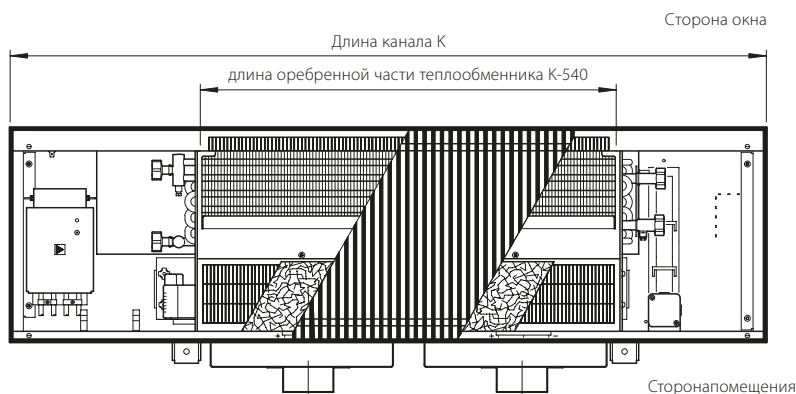 Сторона окна
Длина канала К
длина оребренной части теплообменника К-540
Сторонапомещения